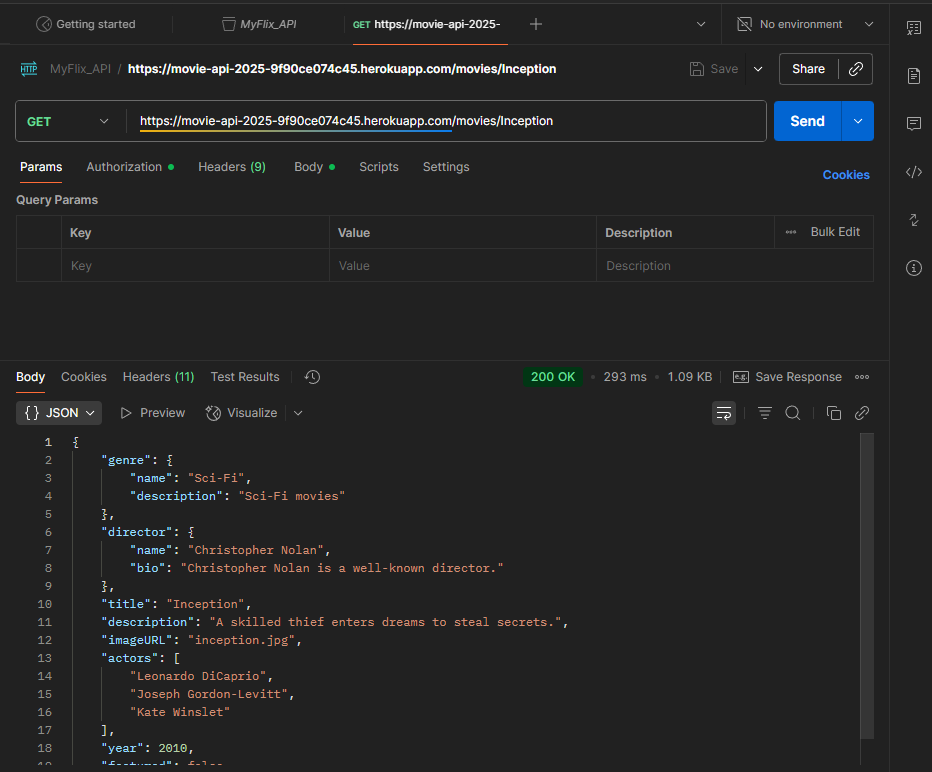 Getting started MyFlix_API GET https://movie-api-2025- No environment
HTTP MyFlix_API / https://movie-api-2025-9f90ce074c45.herokuapp.com/movies/Inception Save Share
GET https://movie-api-2025-9f90ce074c45.herokuapp.com/movies/Inception Send
Params Authorization Headers (9) Body Scripts Settings Cookies
Query Params
Key Value Description Bulk Edit
Key Value Description
Body Cookies Headers (11) Test Results 200 OK 293 ms 1.09 KB e.g. Save Response
{} JSON Preview Visualize
1 {
2 "genre": {
3 "name": "Sci-Fi",
4 "description": "Sci-Fi movies"
5 },
6 "director": {
7 "name": "Christopher Nolan",
8 "bio": "Christopher Nolan is a well-known director."
9 },
10 "title": "Inception",
11 "description": "A skilled thief enters dreams to steal secrets.",
12 "imageURL": "inception.jpg",
13 "actors": [
14 "Leonardo DiCaprio",
15 "Joseph Gordon-Levitt",
16 "Kate Winslet"
17 ],
18 "year": 2010,
19 "featured": false